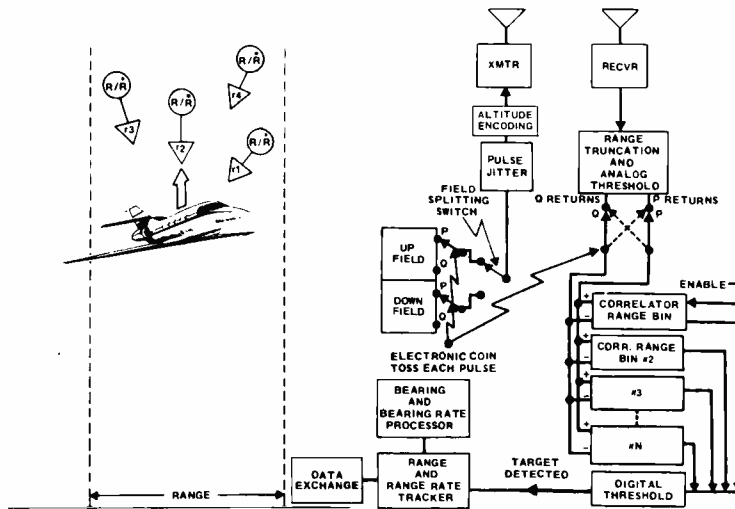 R/Ṙ
R/Ṙ
R/Ṙ
R/Ṙ
r3
r2
r4
r1
RANGE
XMTR
ALTITUDE
ENCODING
PULSE
JITTER
FIELD
SPLITTING
SWITCH
UP
FIELD
DOWN
FIELD
P
Q
P
Q
ELECTRONIC COIN
TOSS EACH PULSE
RECVR
RANGE
TRUNCATION
AND
ANALOG
THRESHOLD
Q RETURNS
P RETURNS
Q
P
ENABLE
+
-
CORRELATOR
RANGE BIN
+
-
CORR. RANGE
BIN #2
+
-
#3
+
-
#N
BEARING
AND
BEARING RATE
PROCESSOR
DATA
EXCHANGE
RANGE
AND
RANGE RATE
TRACKER
TARGET
DETECTED
DIGITAL
THRESHOLD